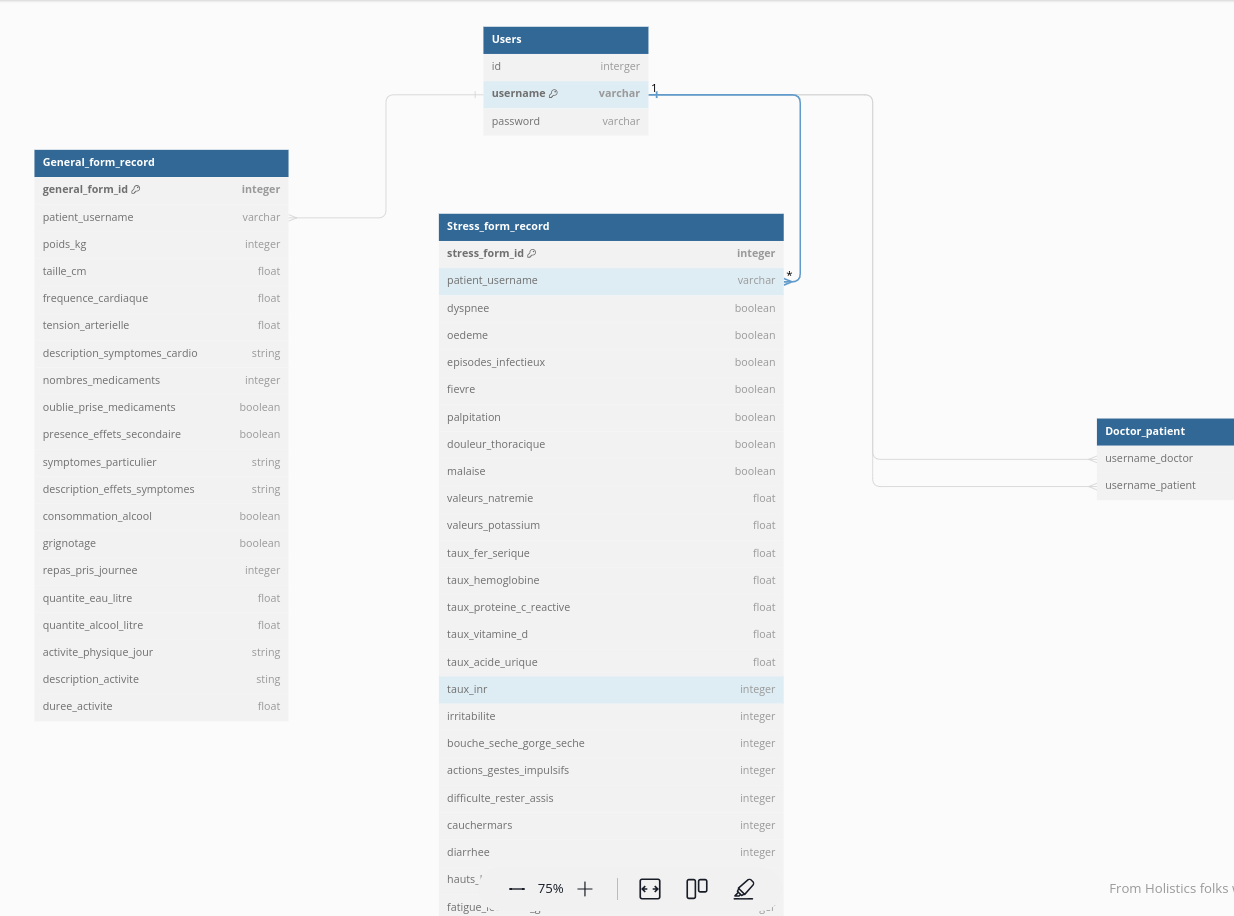 Users
id interger
username varchar
password varchar
1
General_form_record
general_form_id integer
patient_username varchar
poids_kg integer
taille_cm float
frequence_cardiaque float
tension_arterielle float
description_symptomes_cardio string
nombres_medicaments integer
oublie_prise_medicaments boolean
presence_effets_secondaire boolean
symptomes_particulier string
description_effets_symptomes string
consommation_alcool boolean
grignotage boolean
repas_pris_journee integer
quantite_eau_litre float
quantite_alcool_litre float
activite_physique_jour string
description_activite sting
duree_activite float
Stress_form_record
stress_form_id integer
patient_username varchar
*
dyspnee boolean
oedeme boolean
episodes_infectieux boolean
fievre boolean
palpitation boolean
douleur_thoracique boolean
malaise boolean
valeurs_natremie float
valeurs_potassium float
taux_fer_serique float
taux_hemoglobine float
taux_proteine_c_reactive float
taux_vitamine_d float
taux_acide_urique float
taux_inr integer
irritabilite integer
bouche_seche_gorge_seche integer
actions_gestes_impulsifs integer
difficulte_rester_assis integer
cauchermars integer
diarrhee integer
hauts_
fatigue_
Doctor_patient
username_doctor
username_patient
75%
From Holistics folks